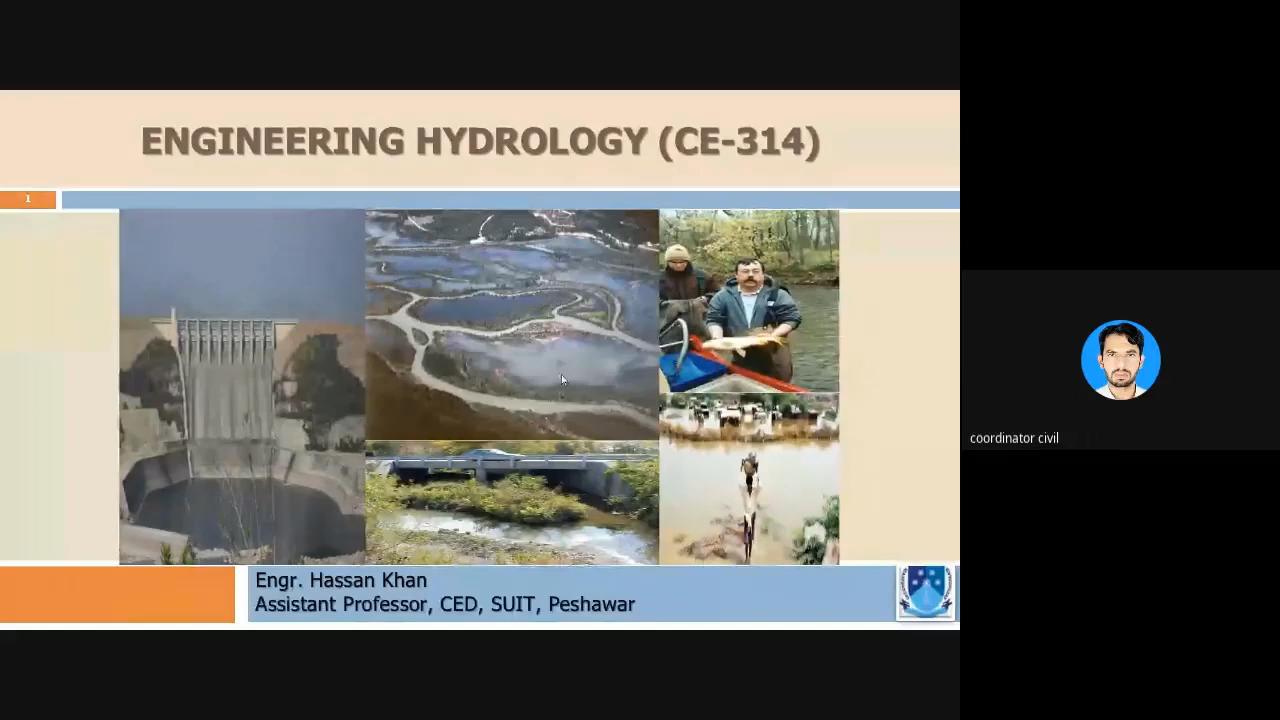 ENGINEERING HYDROLOGY (CE-314)
1
Engr. Hassan Khan
Assistant Professor, CED, SUIT, Peshawar
coordinator civil